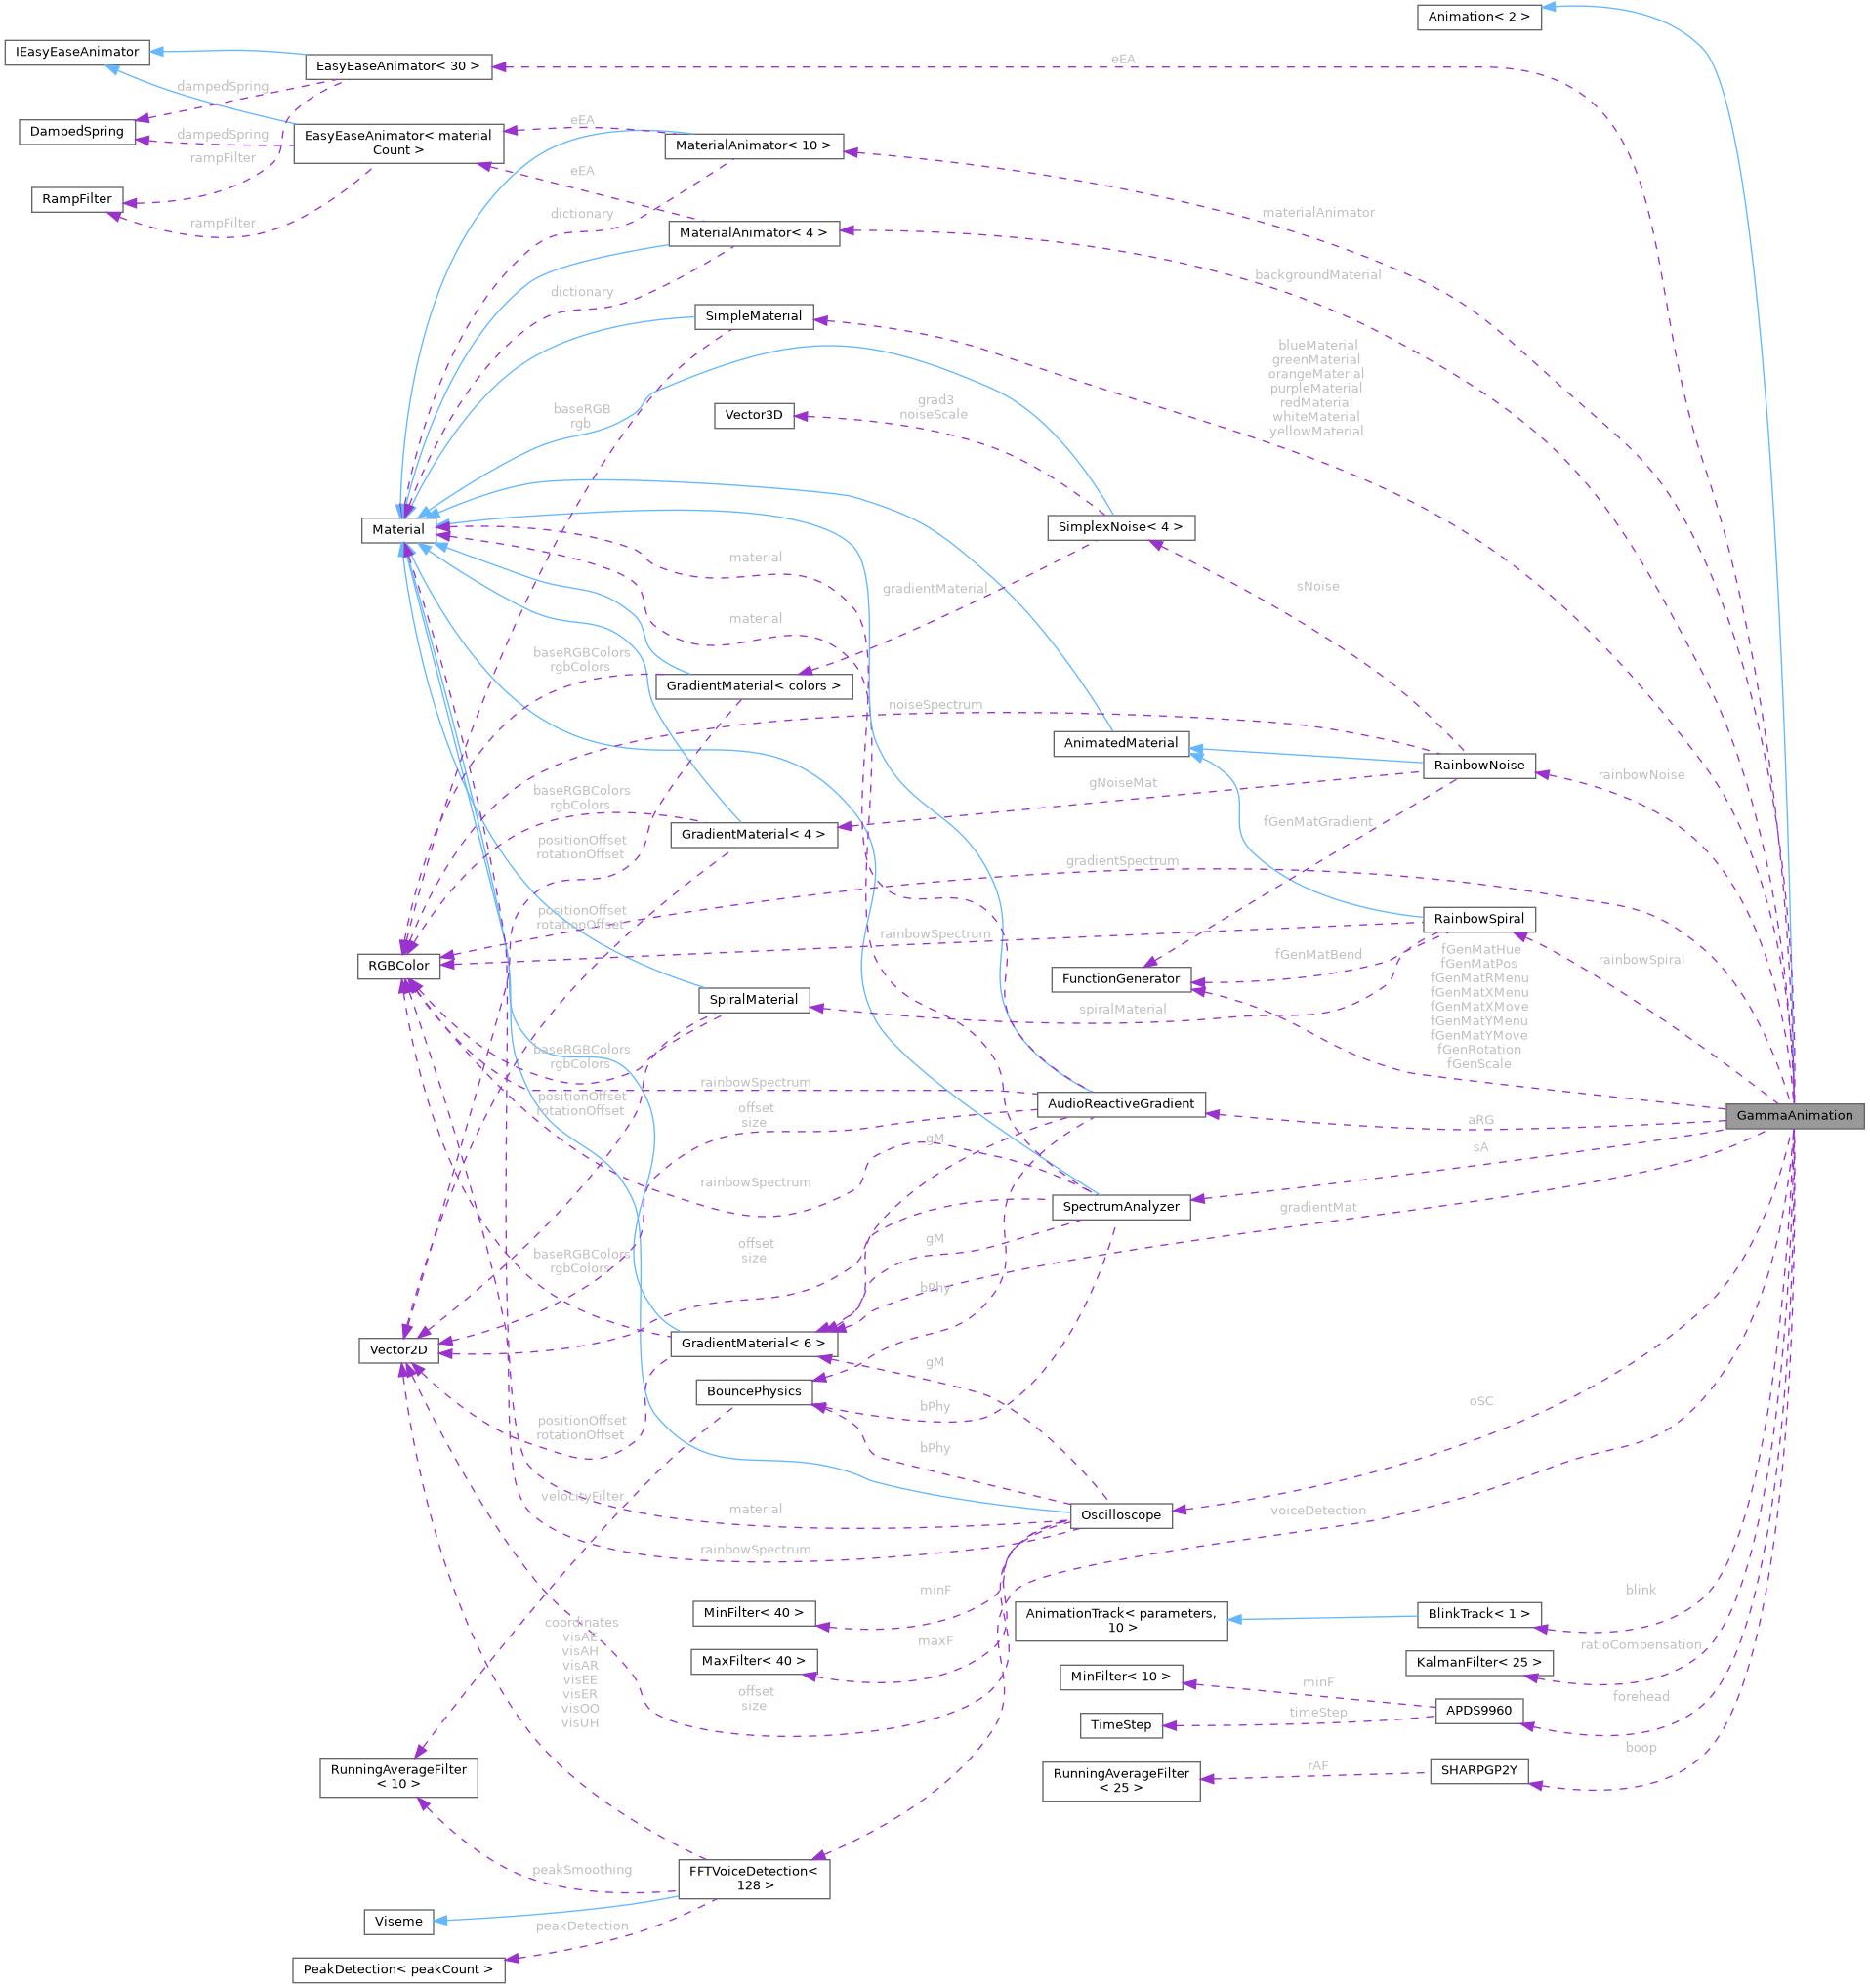 Animation< 2 >
IEasyEaseAnimator
EasyEaseAnimator< 30 >
eEA
dampedSpring
DampedSpring
EasyEaseAnimator< material
Count >
dampedSpring
rampFilter
eEA
MaterialAnimator< 10 >
eEA
RampFilter
rampFilter
dictionary
MaterialAnimator< 4 >
materialAnimator
dictionary
backgroundMaterial
SimpleMaterial
blueMaterial
greenMaterial
orangeMaterial
purpleMaterial
redMaterial
whiteMaterial
yellowMaterial
baseRGB
rgb
Vector3D
grad3
noiseScale
Material
SimplexNoise< 4 >
material
gradientMaterial
sNoise
material
baseRGBColors
rgbColors
GradientMaterial< colors >
noiseSpectrum
AnimatedMaterial
RainbowNoise
rainbowNoise
baseRGBColors
rgbColors
gNoiseMat
GradientMaterial< 4 >
fGenMatGradient
positionOffset
rotationOffset
gradientSpectrum
positionOffset
rotationOffset
rainbowSpectrum
RainbowSpiral
RGBColor
FunctionGenerator
fGenMatBend
fGenMatHue
fGenMatPos
fGenMatRMenu
fGenMatXMenu
fGenMatXMove
fGenMatYMenu
fGenMatYMove
fGenRotation
fGenScale
rainbowSpiral
SpiralMaterial
spiralMaterial
baseRGBColors
rgbColors
rainbowSpectrum
positionOffset
rotationOffset
offset
size
AudioReactiveGradient
aRG
GammaAnimation
gM
sA
rainbowSpectrum
SpectrumAnalyzer
gradientMat
offset
size
gM
baseRGBColors
rgbColors
bPhy
Vector2D
GradientMaterial< 6 >
gM
BouncePhysics
bPhy
oSC
positionOffset
rotationOffset
bPhy
velocityFilter
material
Oscilloscope
voiceDetection
rainbowSpectrum
minF
MinFilter< 40 >
AnimationTrack< parameters,
10 >
BlinkTrack< 1 >
blink
coordinates
visAE
visAH
visAR
visEE
visER
visOO
visUH
MaxFilter< 40 >
maxF
KalmanFilter< 25 >
ratioCompensation
offset
size
MinFilter< 10 >
minF
APDS9960
forehead
TimeStep
timeStep
boop
RunningAverageFilter
< 10 >
RunningAverageFilter
< 25 >
rAF
SHARPGP2Y
peakSmoothing
FFTVoiceDetection<
128 >
Viseme
peakDetection
PeakDetection< peakCount >